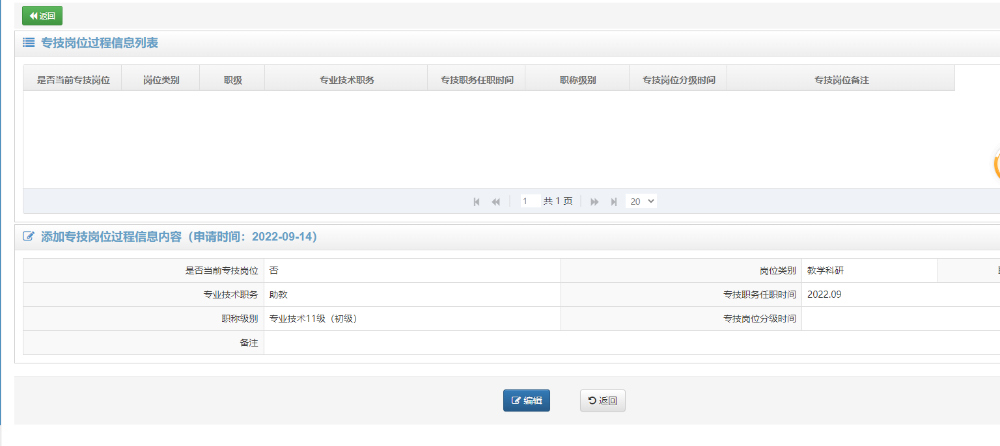 返回
专技岗位过程信息列表
是否当前专技岗位 岗位类别 职级 专业技术职务 专技职务任职时间 职称级别 专技岗位分级时间 专技岗位备注
1 共 1 页 20
添加专技岗位过程信息内容（申请时间：2022-09-14）
是否当前专技岗位 否 岗位类别 教学科研
专业技术职务 助教 专技职务任职时间 2022.09
职称级别 专业技术11级（初级） 专技岗位分级时间
备注
编辑 返回